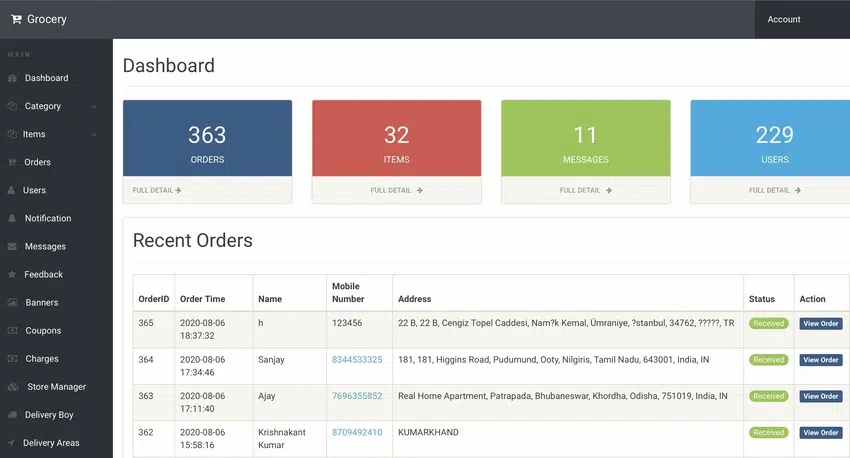 Grocery
Account
MAIN
Dashboard
Category
Items
Orders
Users
Notification
Messages
Feedback
Banners
Coupons
Charges
Store Manager
Delivery Boy
Delivery Areas
Dashboard
363
ORDERS
FULL DETAIL
32
ITEMS
FULL DETAIL
11
MESSAGES
FULL DETAIL
229
USERS
FULL DETAIL
Recent Orders
OrderID Order Time Name Mobile Number Address Status Action
365 2020-08-06 18:37:32 h 123456 22 B, 22 B, Cengiz Topel Caddesi, Nam?k Kemal, Ümraniye, ?stanbul, 34762, ?????, TR Received View Order
364 2020-08-06 17:34:46 Sanjay 8344533325 181, 181, Higgins Road, Pudumund, Ooty, Nilgiris, Tamil Nadu, 643001, India, IN Received View Order
363 2020-08-06 17:11:40 Ajay 7696355852 Real Home Apartment, Patrapada, Bhubaneswar, Khordha, Odisha, 751019, India, IN Received View Order
362 2020-08-06 15:58:16 Krishnakant Kumar 8709492410 KUMARKHAND Received View Order